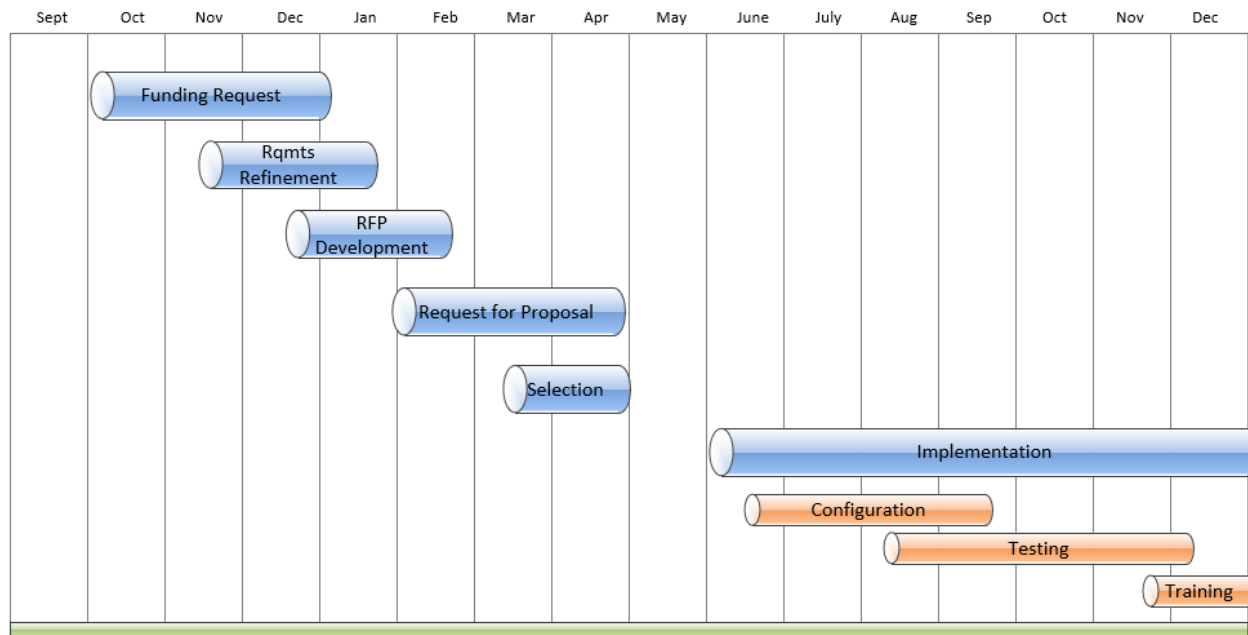 Sept Oct Nov Dec Jan Feb Mar Apr May June July Aug Sep Oct Nov Dec
Funding Request
Rqmts
Refinement
RFP
Development
Request for Proposal
Selection
Implementation
Configuration
Testing
Training